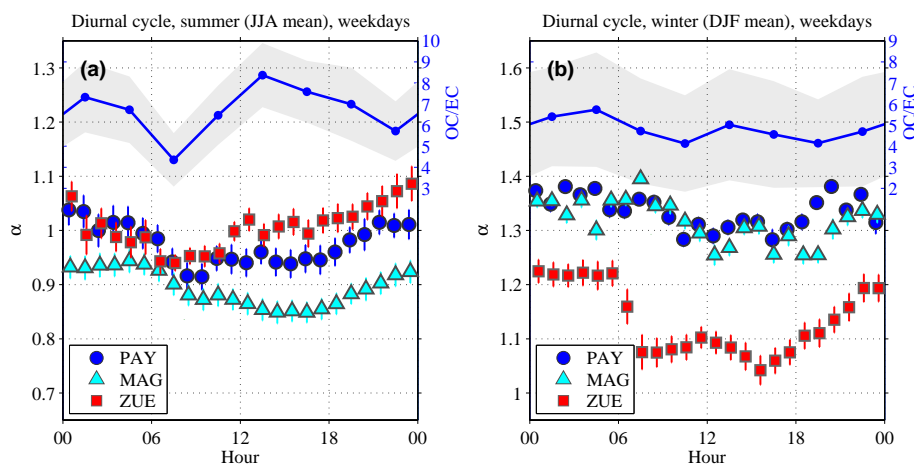 Diurnal cycle, summer (JJA mean), weekdays
(a)
α
1.3
1.2
1.1
1
0.9
0.8
0.7
OC/EC
10
9
8
7
6
5
4
3
PAY
MAG
ZUE
00 06 12 18 00
Hour
Diurnal cycle, winter (DJF mean), weekdays
(b)
α
1.6
1.5
1.4
1.3
1.2
1.1
1
OC/EC
9
8
7
6
5
4
3
2
PAY
MAG
ZUE
00 06 12 18 00
Hour